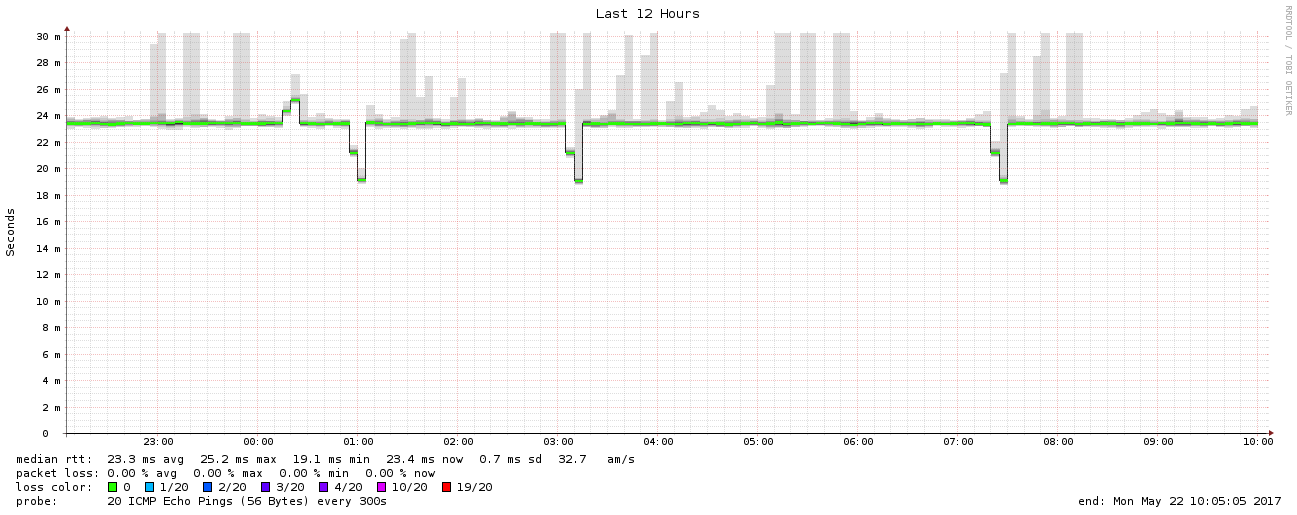 Last 12 Hours
RRDTOOL / TOBI OETIKER
Seconds
30 m
28 m
26 m
24 m
22 m
20 m
18 m
16 m
14 m
12 m
10 m
8 m
6 m
4 m
2 m
0
23:00 00:00 01:00 02:00 03:00 04:00 05:00 06:00 07:00 08:00 09:00 10:00
median rtt: 23.3 ms avg 25.2 ms max 19.1 ms min 23.4 ms now 0.7 ms sd 32.7 am/s
packet loss: 0.00 % avg 0.00 % max 0.00 % min 0.00 % now
loss color: 0 1/20 2/20 3/20 4/20 10/20 19/20
probe: 20 ICMP Echo Pings (56 Bytes) every 300s end: Mon May 22 10:05:05 2017